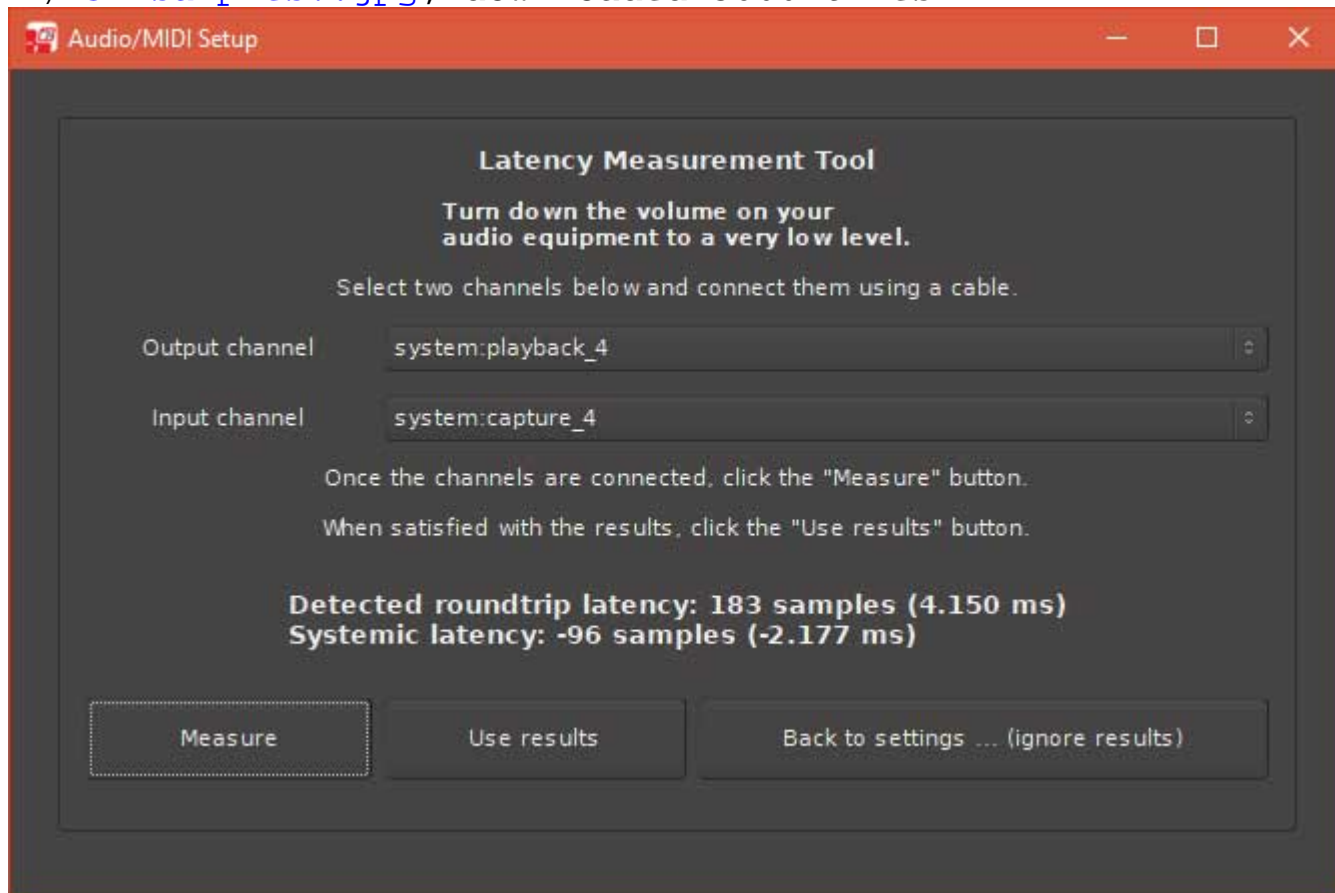 Audio/MIDI Setup
Latency Measurement Tool
Turn down the volume on your
audio equipment to a very low level.
Select two channels below and connect them using a cable.
Output channel system:playback_4
Input channel system:capture_4
Once the channels are connected, click the "Measure" button.
When satisfied with the results, click the "Use results" button.
Detected roundtrip latency: 183 samples (4.150 ms)
Systemic latency: -96 samples (-2.177 ms)
Measure Use results Back to settings ... (ignore results)